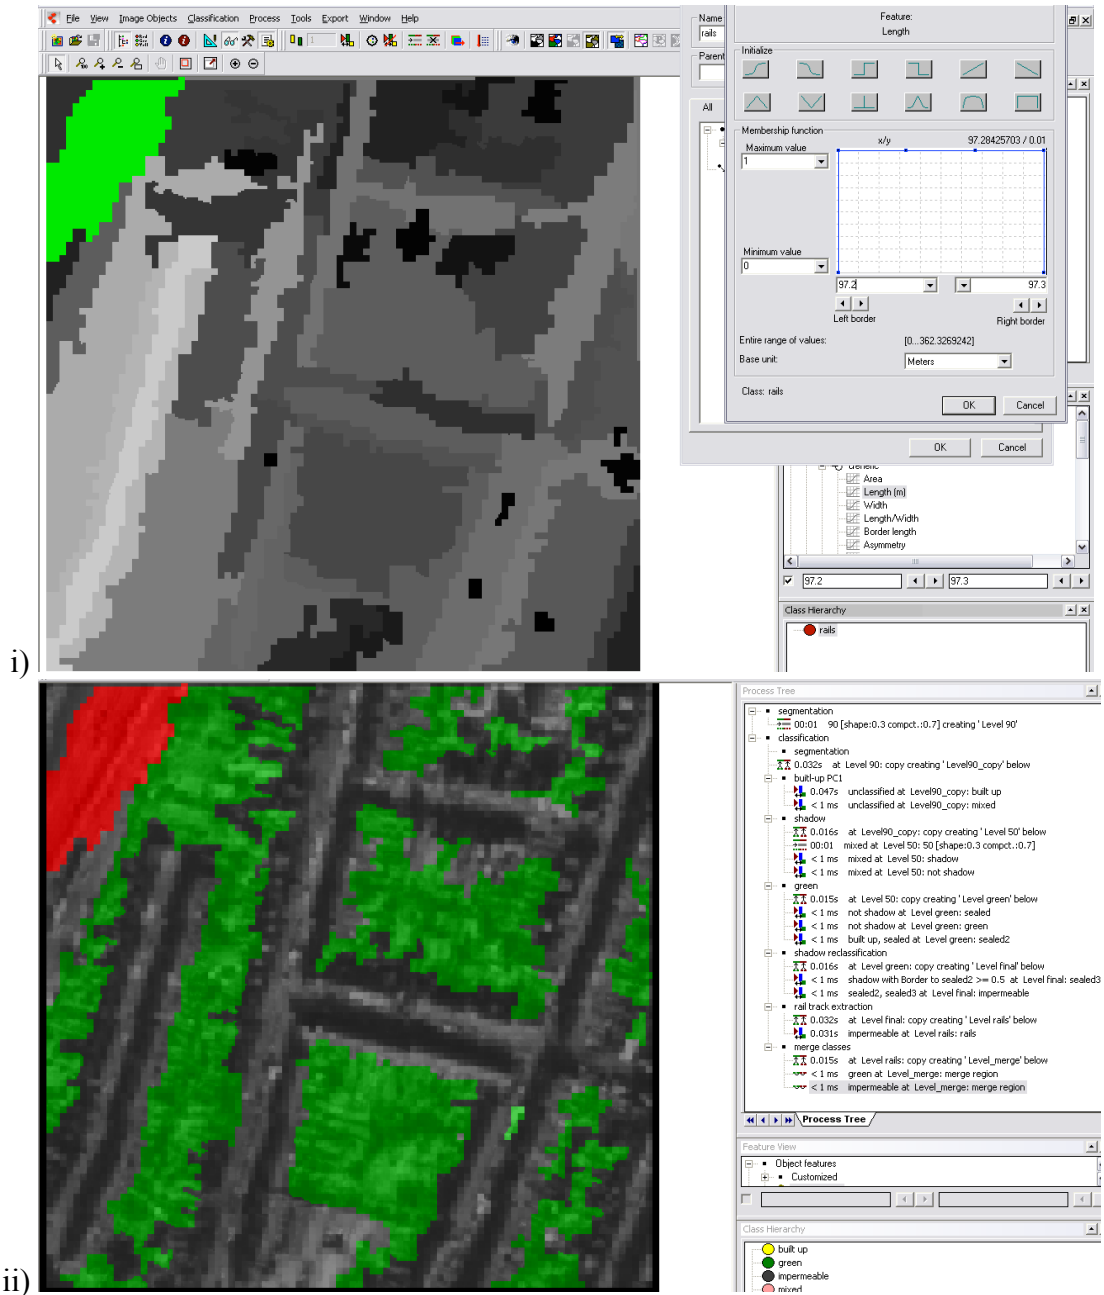 File View Image Objects Classification Process Tools Export Window Help
Name
rails
Parent
All
Feature:
Length
Initialize
Membership function
Maximum value
x/y
97.28425703 / 0.01
1
Minimum value
0
97.2
97.3
Left border
Right border
Entire range of values:
[0...362.3269242]
Base unit:
Meters
Class: rails
OK Cancel
OK Cancel
Generic
Area
Length (m)
Width
Length/Width
Border length
Asymmetry
97.2
97.3
Class Hierarchy
rails
i)
Process Tree
segmentation
00:01 90 [shape:0.3 compct.:0.7] creating ' Level 90'
classification
segmentation
0.032s at Level 90: copy creating ' Level90_copy' below
buitl-up PC1
0.047s unclassified at Level90_copy: built up
< 1 ms unclassified at Level90_copy: mixed
shadow
0.016s at Level90_copy: copy creating ' Level 50' below
00:01 mixed at Level 50: 50 [shape:0.3 compct.:0.7]
< 1 ms mixed at Level 50: shadow
< 1 ms mixed at Level 50: not shadow
green
0.015s at Level 50: copy creating ' Level green' below
< 1 ms not shadow at Level green: sealed
< 1 ms not shadow at Level green: green
< 1 ms built up, sealed at Level green: sealed2
shadow reclassification
0.016s at Level green: copy creating ' Level final' below
< 1 ms shadow with Border to sealed2 >= 0.5 at Level final: sealed3
< 1 ms sealed2, sealed3 at Level final: impermeable
rail track extraction
0.032s at Level final: copy creating ' Level rails' below
0.031s impermeable at Level rails: rails
merge classes
0.015s at Level rails: copy creating ' Level_merge' below
< 1 ms green at Level_merge: merge region
< 1 ms impermeable at Level_merge: merge region
Process Tree
Feature View
Object features
Customized
Class Hierarchy
built up
green
impermeable
mixed
ii)